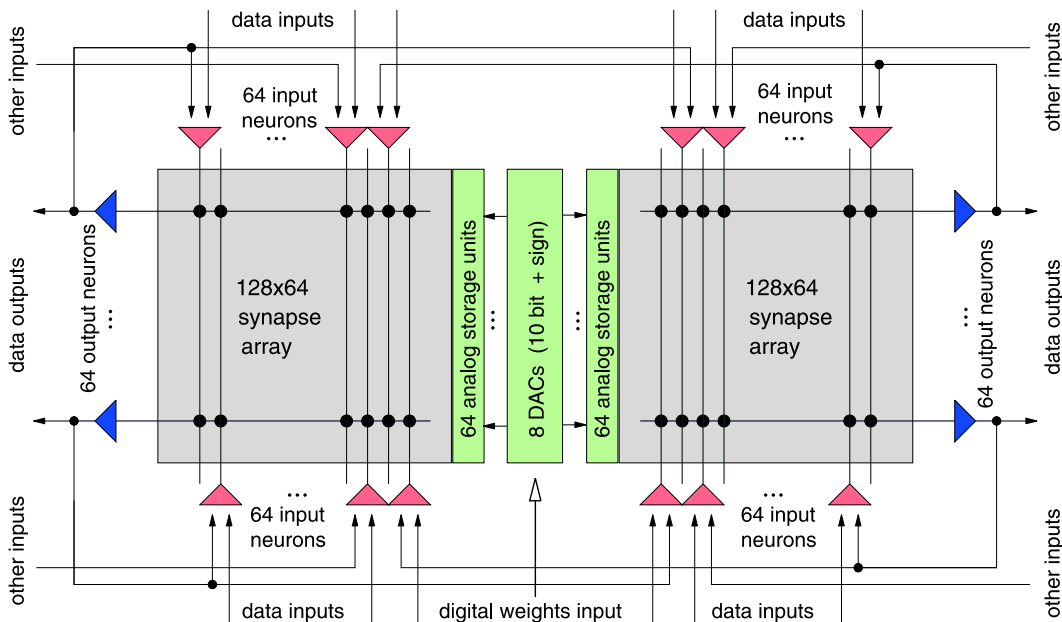 data inputs
data inputs
other inputs
other inputs
64 input
neurons
...
64 input
neurons
...
data outputs
64 output neurons
...
128x64
synapse
array
64 analog storage units
...
8 DACs (10 bit + sign)
...
64 analog storage units
128x64
synapse
array
...
64 output neurons
data outputs
...
64 input
neurons
...
64 input
neurons
other inputs
other inputs
data inputs
digital weights input
data inputs